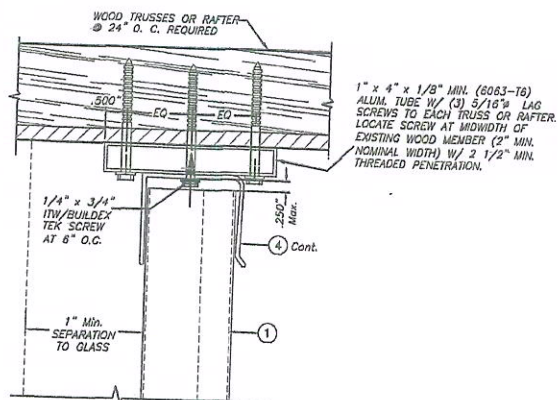 WOOD TRUSSES OR RAFTER
@ 24" O. C. REQUIRED
1" x 4" x 1/8" MIN. (6063-T6)
ALUM. TUBE W/ (3) 5/16"ø LAG
SCREWS TO EACH TRUSS OR RAFTER.
LOCATE SCREW AT MIDWIDTH OF
EXISTING WOOD MEMBER (2" MIN.
NOMINAL WIDTH) W/ 2 1/2" MIN.
THREADED PENETRATION.
.500"
EQ
EQ
1/4" x 3/4"
ITW/BUILDEX
TEK SCREW
AT 6" O.C.
.250"
Max.
4 Cont.
1" Min.
SEPARATION
TO GLASS
1